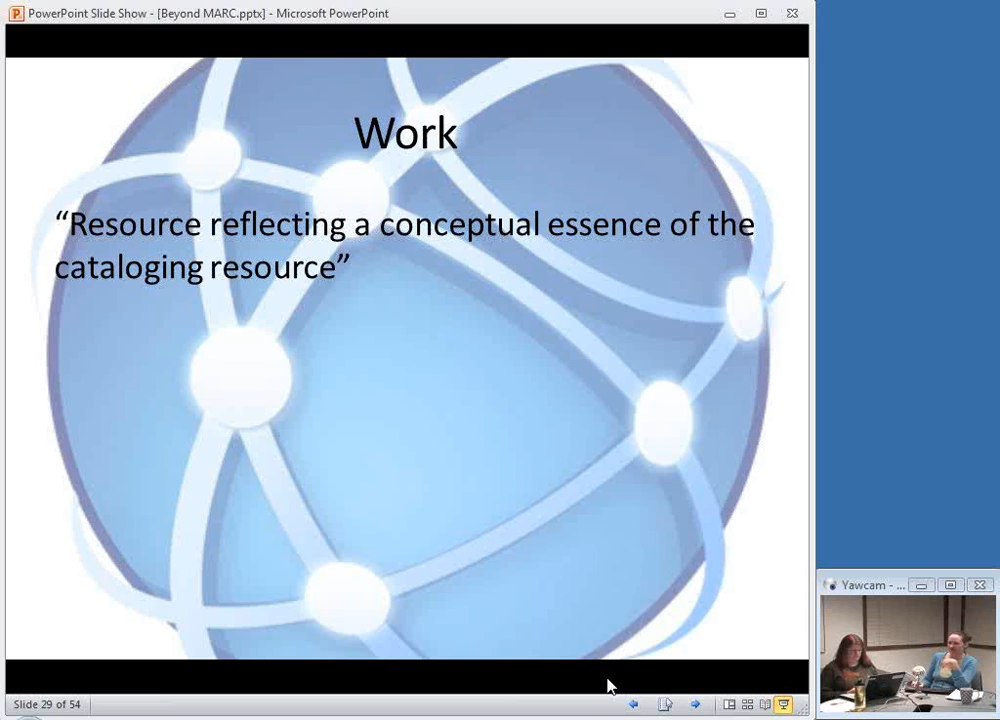 PowerPoint Slide Show - [Beyond MARC.pptx] - Microsoft PowerPoint
Work
“Resource reflecting a conceptual essence of the
cataloging resource”
Yawcam - ...
Slide 29 of 54